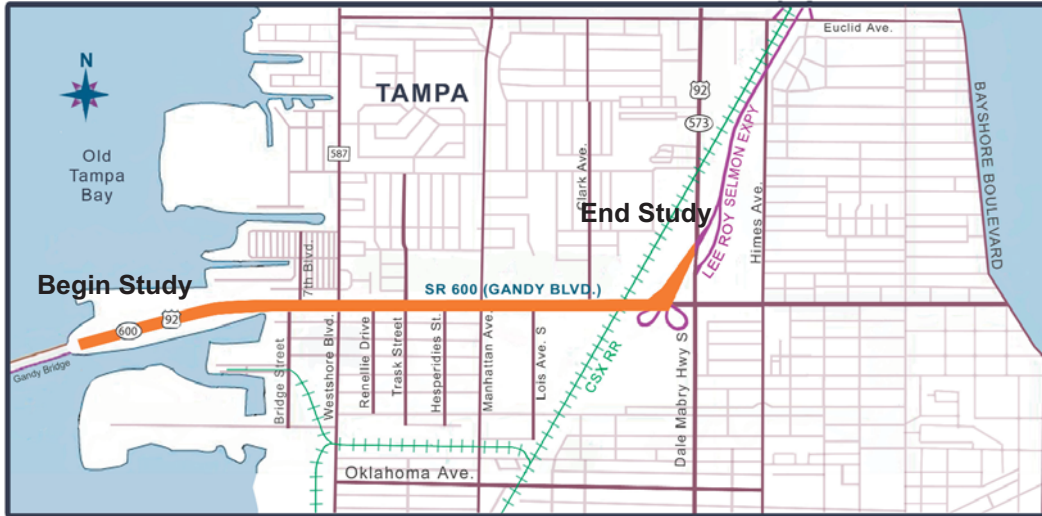 Euclid Ave.
N
TAMPA
92
573
587
Old
Tampa
Bay
Clark Ave.
LEE ROY SELMON EXPY
Himes Ave.
BAYSHORE BOULEVARD
End Study
Begin Study
7th Blvd.
SR 600 (GANDY BLVD.)
600
92
Gandy Bridge
Bridge Street
Westshore Blvd.
Renellie Drive
Trask Street
Hesperidies St.
Manhattan Ave.
Lois Ave. S
CSX RR
Dale Mabry Hwy S
Oklahoma Ave.